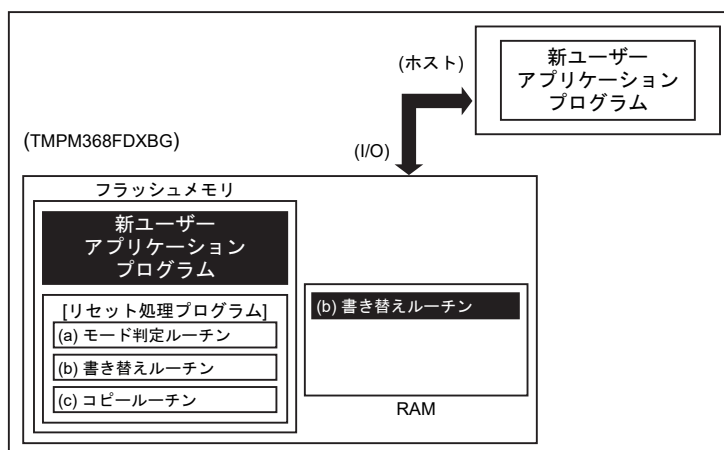 (ホスト)
新ユーザー
アプリケーション
プログラム
(TMPM368FDXBG)
(I/O)
フラッシュメモリ
新ユーザー
アプリケーション
プログラム
[リセット処理プログラム]
(a) モード判定ルーチン
(b) 書き替えルーチン
(c) コピールーチン
(b) 書き替えルーチン
RAM